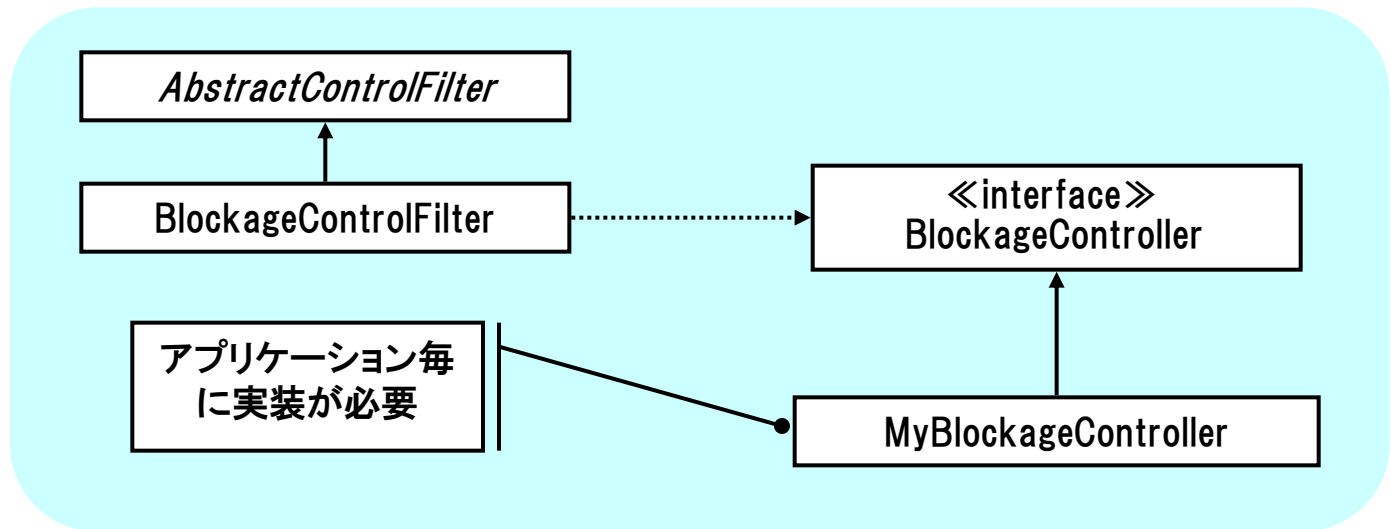 AbstractControlFilter
BlockageControlFilter
≪interface≫
BlockageController
アプリケーション毎
に実装が必要
MyBlockageController